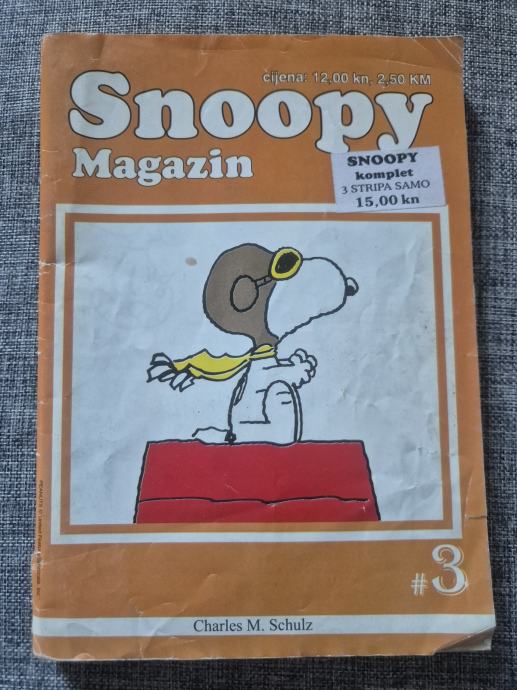 cijena: 12,00 kn, 2,50 KM
Snoopy
Magazin
SNOOPY
komplet
3 STRIPA SAMO
15,00 kn
#3
Charles M. Schulz